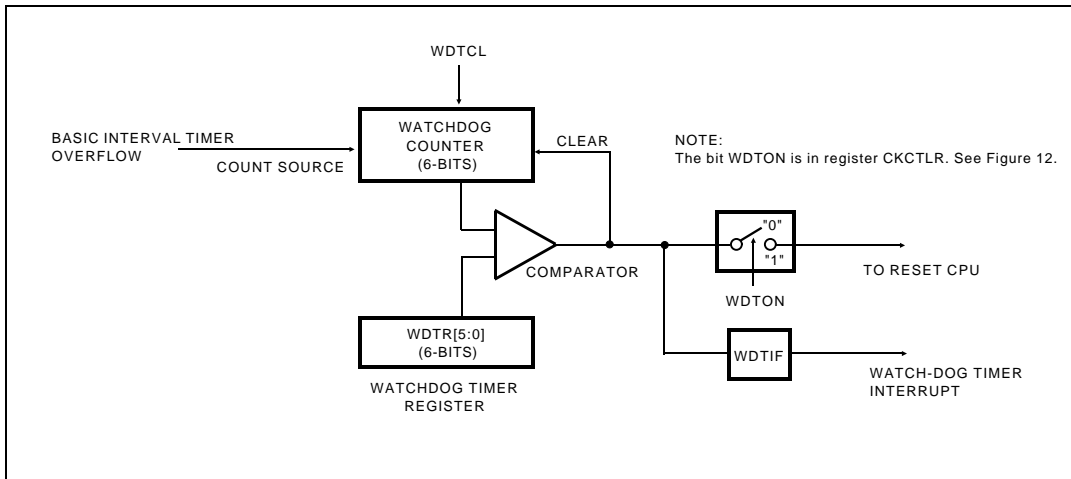 WDTCL
BASIC INTERVAL TIMER
OVERFLOW
COUNT SOURCE
WATCHDOG
COUNTER
(6-BITS)
CLEAR
NOTE:
The bit WDTON is in register CKCTLR. See Figure 12.
COMPARATOR
"0"
"1"
WDTON
TO RESET CPU
WDTR[5:0]
(6-BITS)
WATCHDOG TIMER
REGISTER
WDTIF
WATCH-DOG TIMER
INTERRUPT